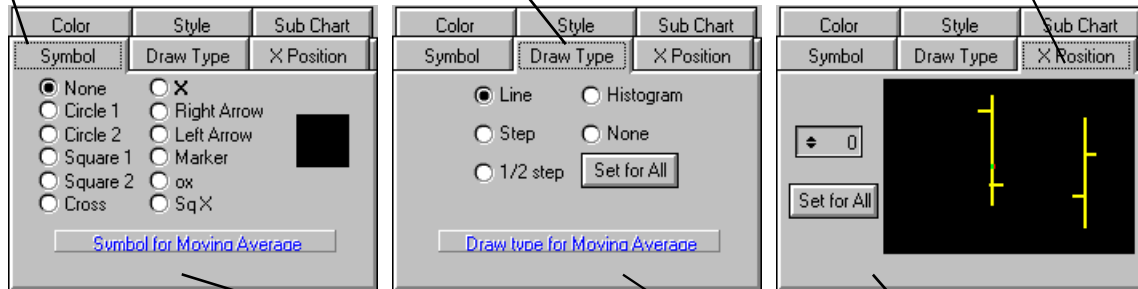 Color Style Sub Chart
Symbol Draw Type X Position
None X
Circle 1 Right Arrow
Circle 2 Left Arrow
Square 1 Marker
Square 2 ox
Cross SqX
Symbol for Moving Average
Color Style Sub Chart
Symbol Draw Type X Position
Line Histogram
Step None
1/2 step Set for All
Draw type for Moving Average
Color Style Sub Chart
Symbol Draw Type X Position
0
Set for All